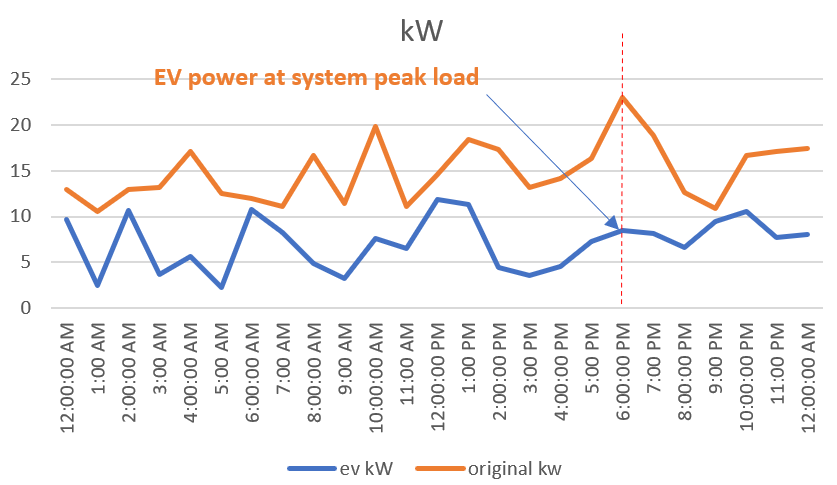 kW
EV power at system peak load
25
20
15
10
5
0
12:00:00 AM
1:00 AM
2:00:00 AM
3:00 AM
4:00:00 AM
5:00 AM
6:00:00 AM
7:00 AM
8:00:00 AM
9:00 AM
10:00:00 AM
11:00 AM
12:00:00 PM
1:00 PM
2:00:00 PM
3:00 PM
4:00:00 PM
5:00 PM
6:00:00 PM
7:00 PM
8:00:00 PM
9:00 PM
10:00:00 PM
11:00 PM
12:00:00 AM
ev kW original kw